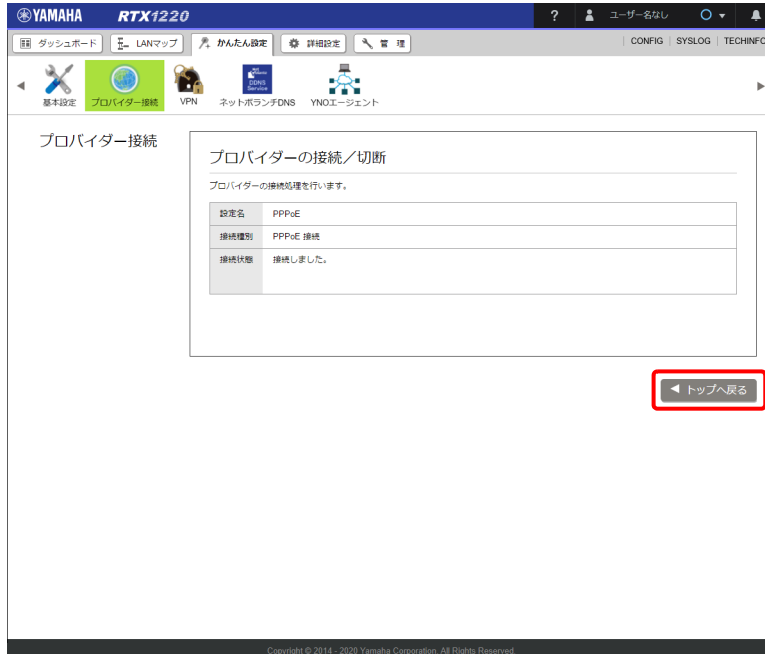 YAMAHA RTX1220 ? ユーザー名なし
ダッシュボード LANマップ かんたん設定 詳細設定 管 理 CONFIG SYSLOG TECHINFO
DDNS
Service
基本設定 プロバイダー接続 VPN ネットボランチDNS YNOエージェント
プロバイダー接続
プロバイダーの接続／切断
プロバイダーの接続処理を行います。
設定名 PPPoE
接続種別 PPPoE 接続
接続状態 接続しました。
トップへ戻る
Copyright © 2014 - 2020 Yamaha Corporation. All Rights Reserved.